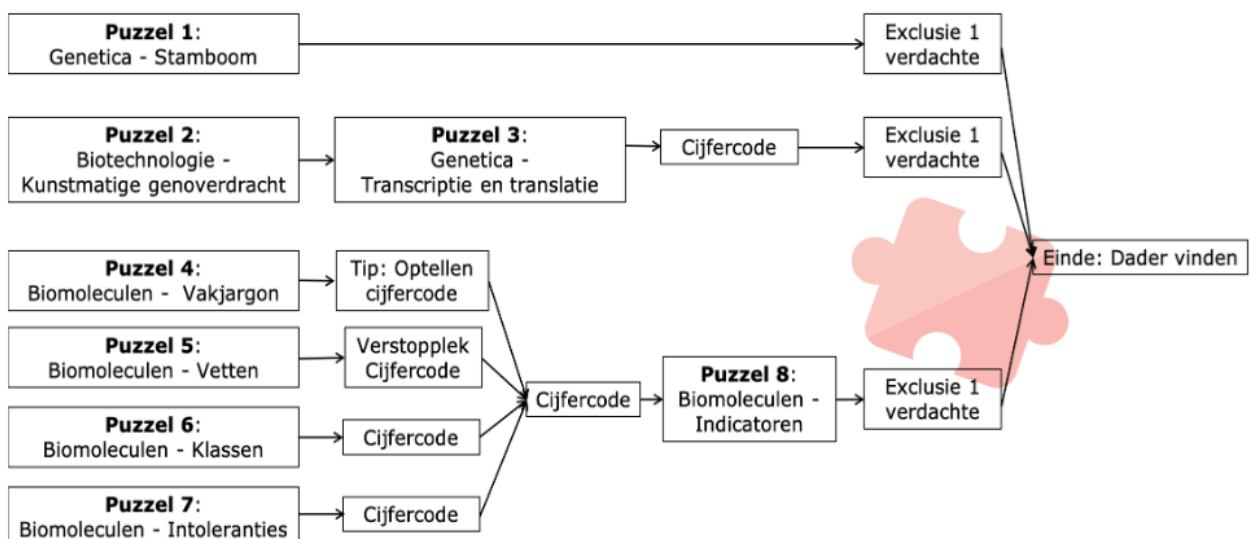 Puzzel 1:
Genetica - Stamboom
Exclusie 1
verdachte
Puzzel 2:
Biotechnologie -
Kunstmatige genoverdracht
Puzzel 3:
Genetica -
Transcriptie en translatie
Cijfercode
Exclusie 1
verdachte
Puzzel 4:
Biomoleculen - Vakjargon
Tip: Optellen
cijfercode
Puzzel 5:
Biomoleculen - Vetten
Verstopplek
Cijfercode
Puzzel 6:
Biomoleculen - Klassen
Cijfercode
Puzzel 7:
Biomoleculen - Intoleranties
Cijfercode
Cijfercode
Puzzel 8:
Biomoleculen -
Indicatoren
Exclusie 1
verdachte
Einde: Dader vinden